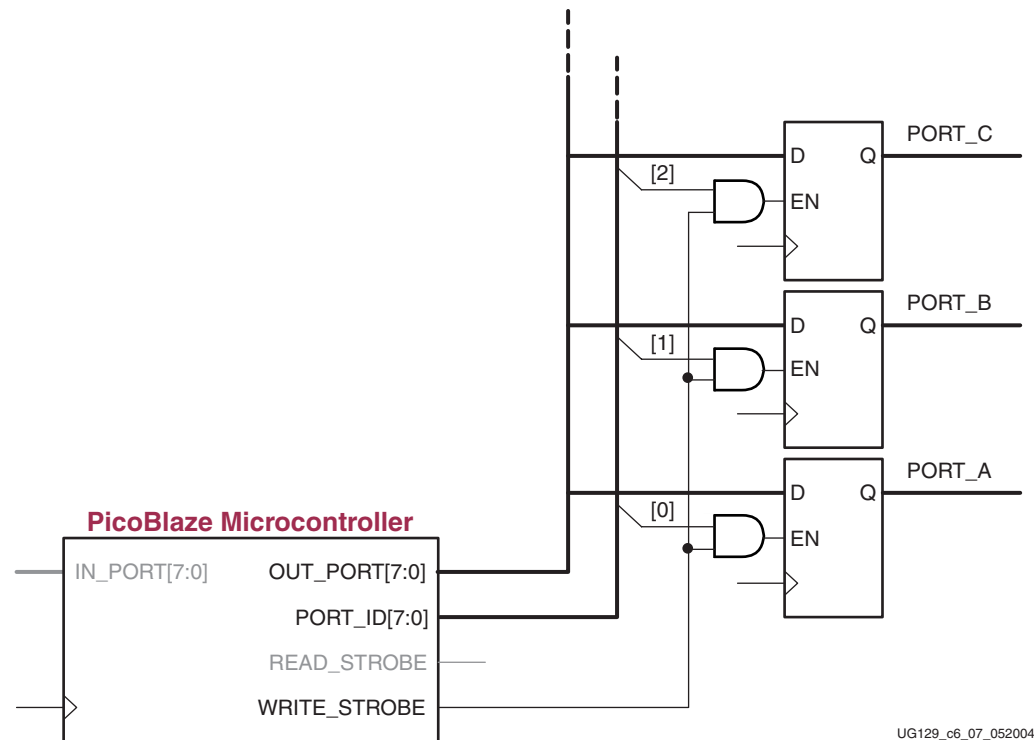 PORT_C
D Q
[2]
EN
PORT_B
D Q
[1]
EN
PORT_A
D Q
[0]
EN
PicoBlaze Microcontroller
IN_PORT[7:0] OUT_PORT[7:0]
PORT_ID[7:0]
READ_STROBE
WRITE_STROBE
UG129_c6_07_052004